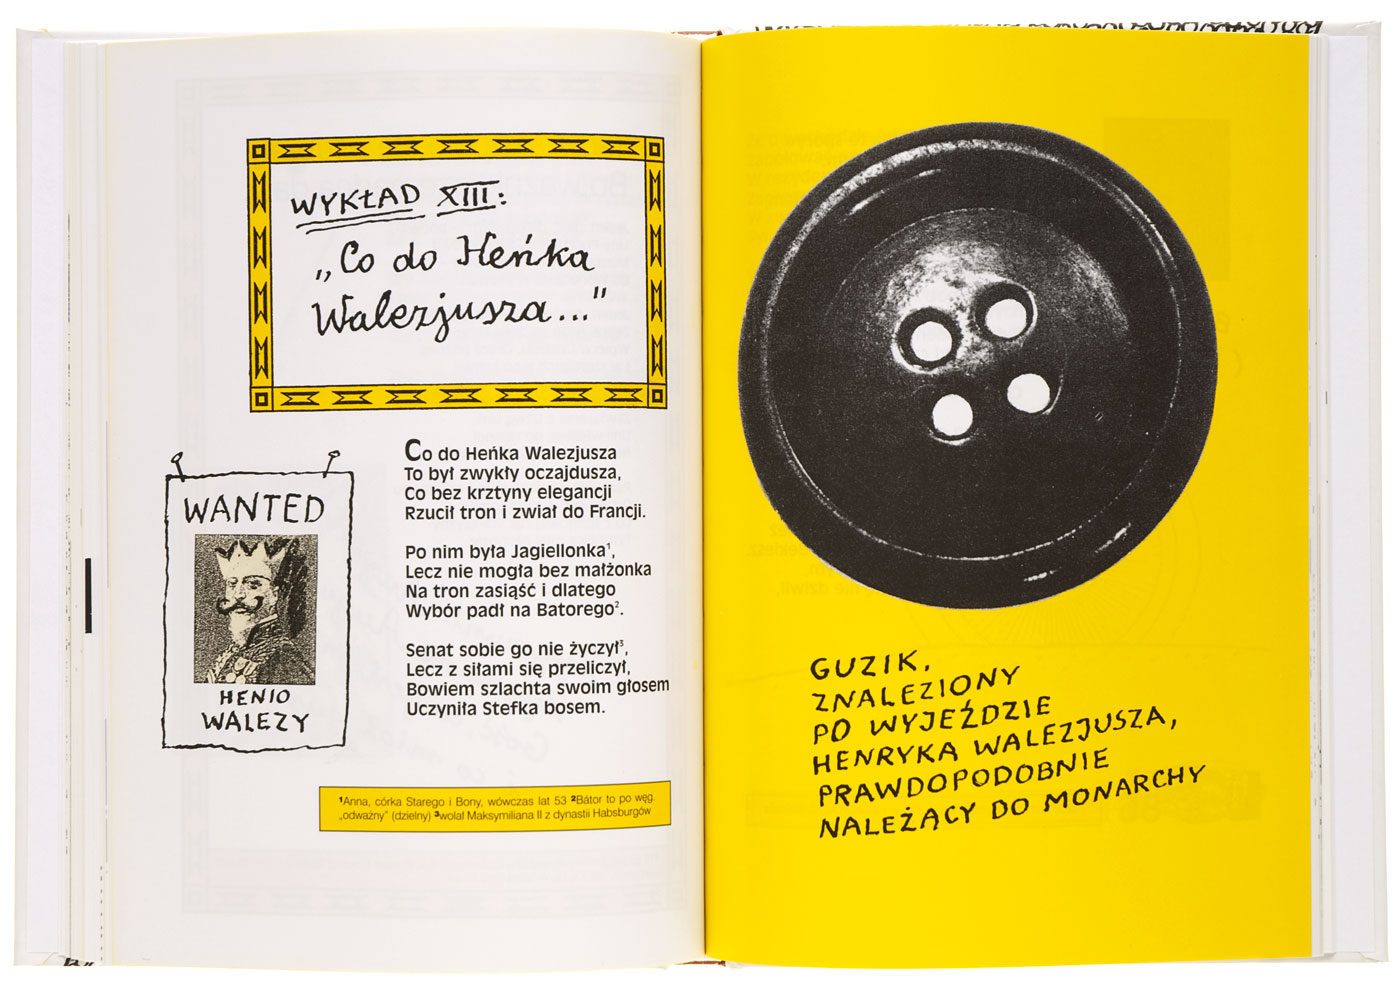 WYKŁAD XIII:
„Co do Heńka
Walezjusza..."
WANTED
HENIO
WALEZY
Co do Heńka Walezjusza
To był zwykły oczajdusza,
Co bez krztyny elegancji
Rzucił tron i zwiał do Francji.
Po nim była Jagiellonka¹,
Lecz nie mogła bez małżonka
Na tron zasiąść i dlatego
Wybór padł na Batorego².
Senat sobie go nie życzył³,
Lecz z siłami się przeliczył,
Bowiem szlachta swoim głosem
Uczyniła Stefka bosem.
¹Anna, córka Starego i Bony, wówczas lat 53 ²Bátor to po węg.
„odważny" (dzielny) ³wolał Maksymiliana II z dynastii Habsburgów
GUZIK,
ZNALEZIONY
PO WYJEŹDZIE
HENRYKA WALEZJUSZA,
PRAWDOPODOBNIE
NALEŻĄCY DO MONARCHY